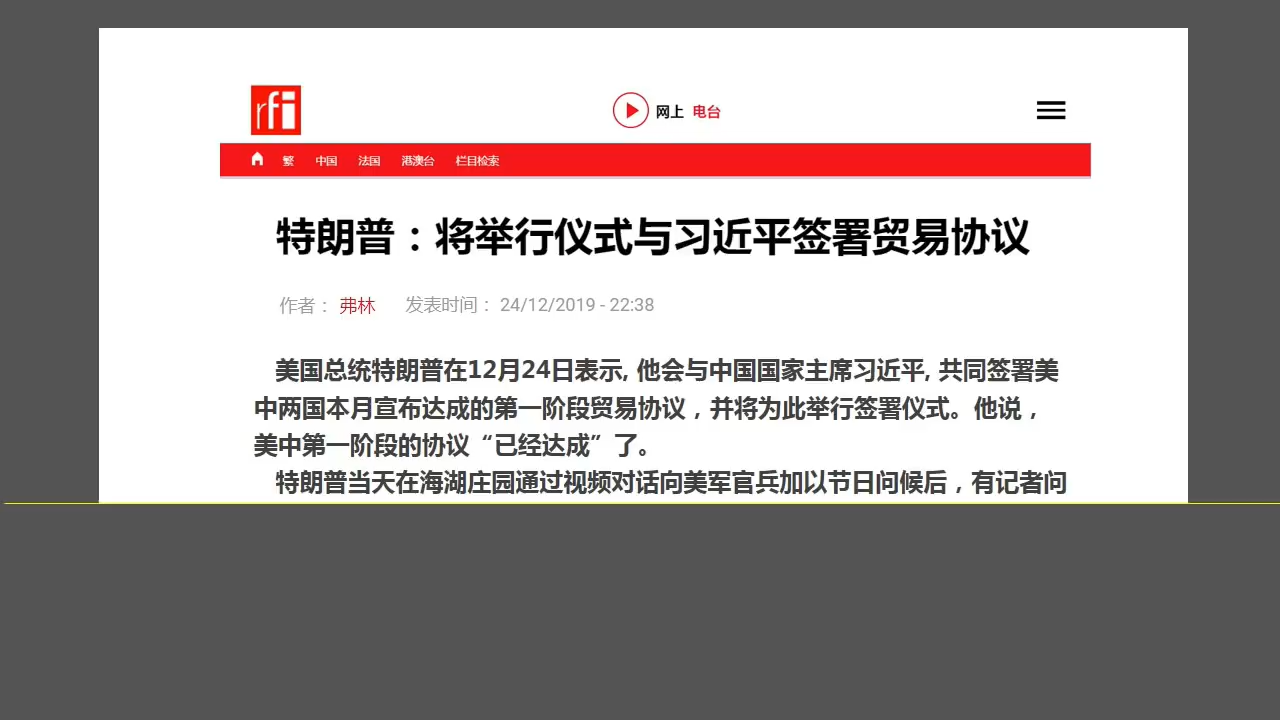 rfi
网上 电台
繁 中国 法国 港澳台 栏目检索
特朗普：将举行仪式与习近平签署贸易协议
作者： 弗林 发表时间： 24/12/2019 - 22:38
美国总统特朗普在12月24日表示, 他会与中国国家主席习近平, 共同签署美
中两国本月宣布达成的第一阶段贸易协议，并将为此举行签署仪式。他说，
美中第一阶段的协议“已经达成”了。
特朗普当天在海湖庄园通过视频对话向美军官兵加以节日问候后，有记者问